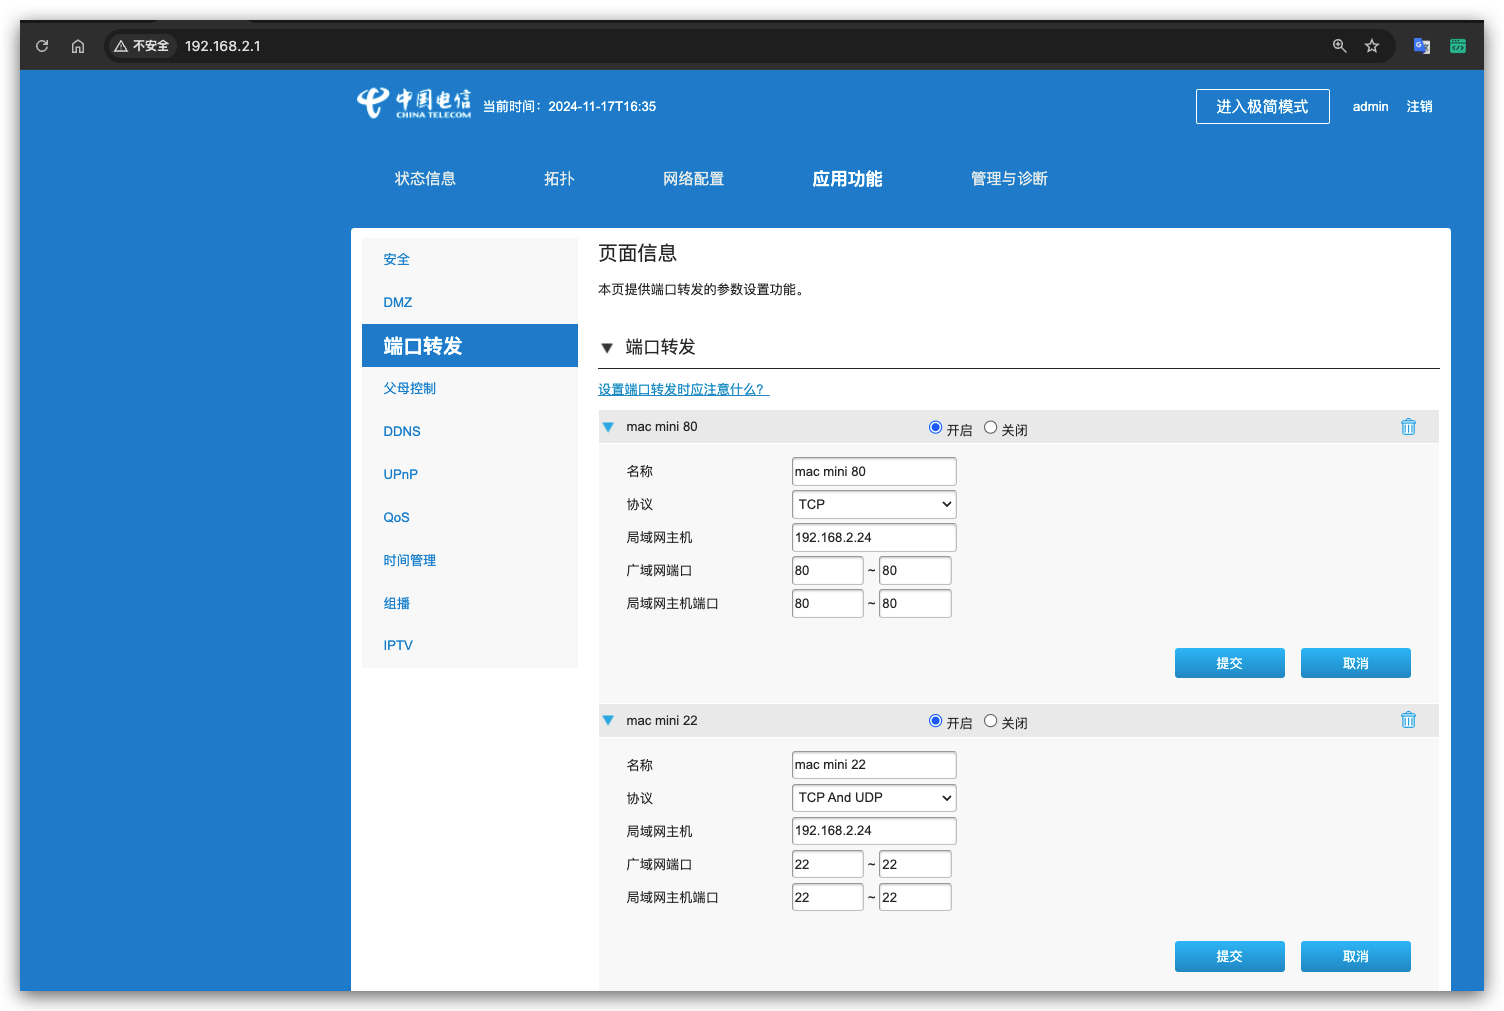 不安全 192.168.2.1
中国电信 CHINA TELECOM 当前时间：2024-11-17T16:35 进入极简模式 admin 注销
状态信息 拓扑 网络配置 应用功能 管理与诊断
安全
DMZ
端口转发
父母控制
DDNS
UPnP
QoS
时间管理
组播
IPTV
页面信息
本页提供端口转发的参数设置功能。
端口转发
设置端口转发时应注意什么？
mac mini 80 开启 关闭
名称 mac mini 80
协议 TCP
局域网主机 192.168.2.24
广域网端口 80 ~ 80
局域网主机端口 80 ~ 80
提交 取消
mac mini 22 开启 关闭
名称 mac mini 22
协议 TCP And UDP
局域网主机 192.168.2.24
广域网端口 22 ~ 22
局域网主机端口 22 ~ 22
提交 取消